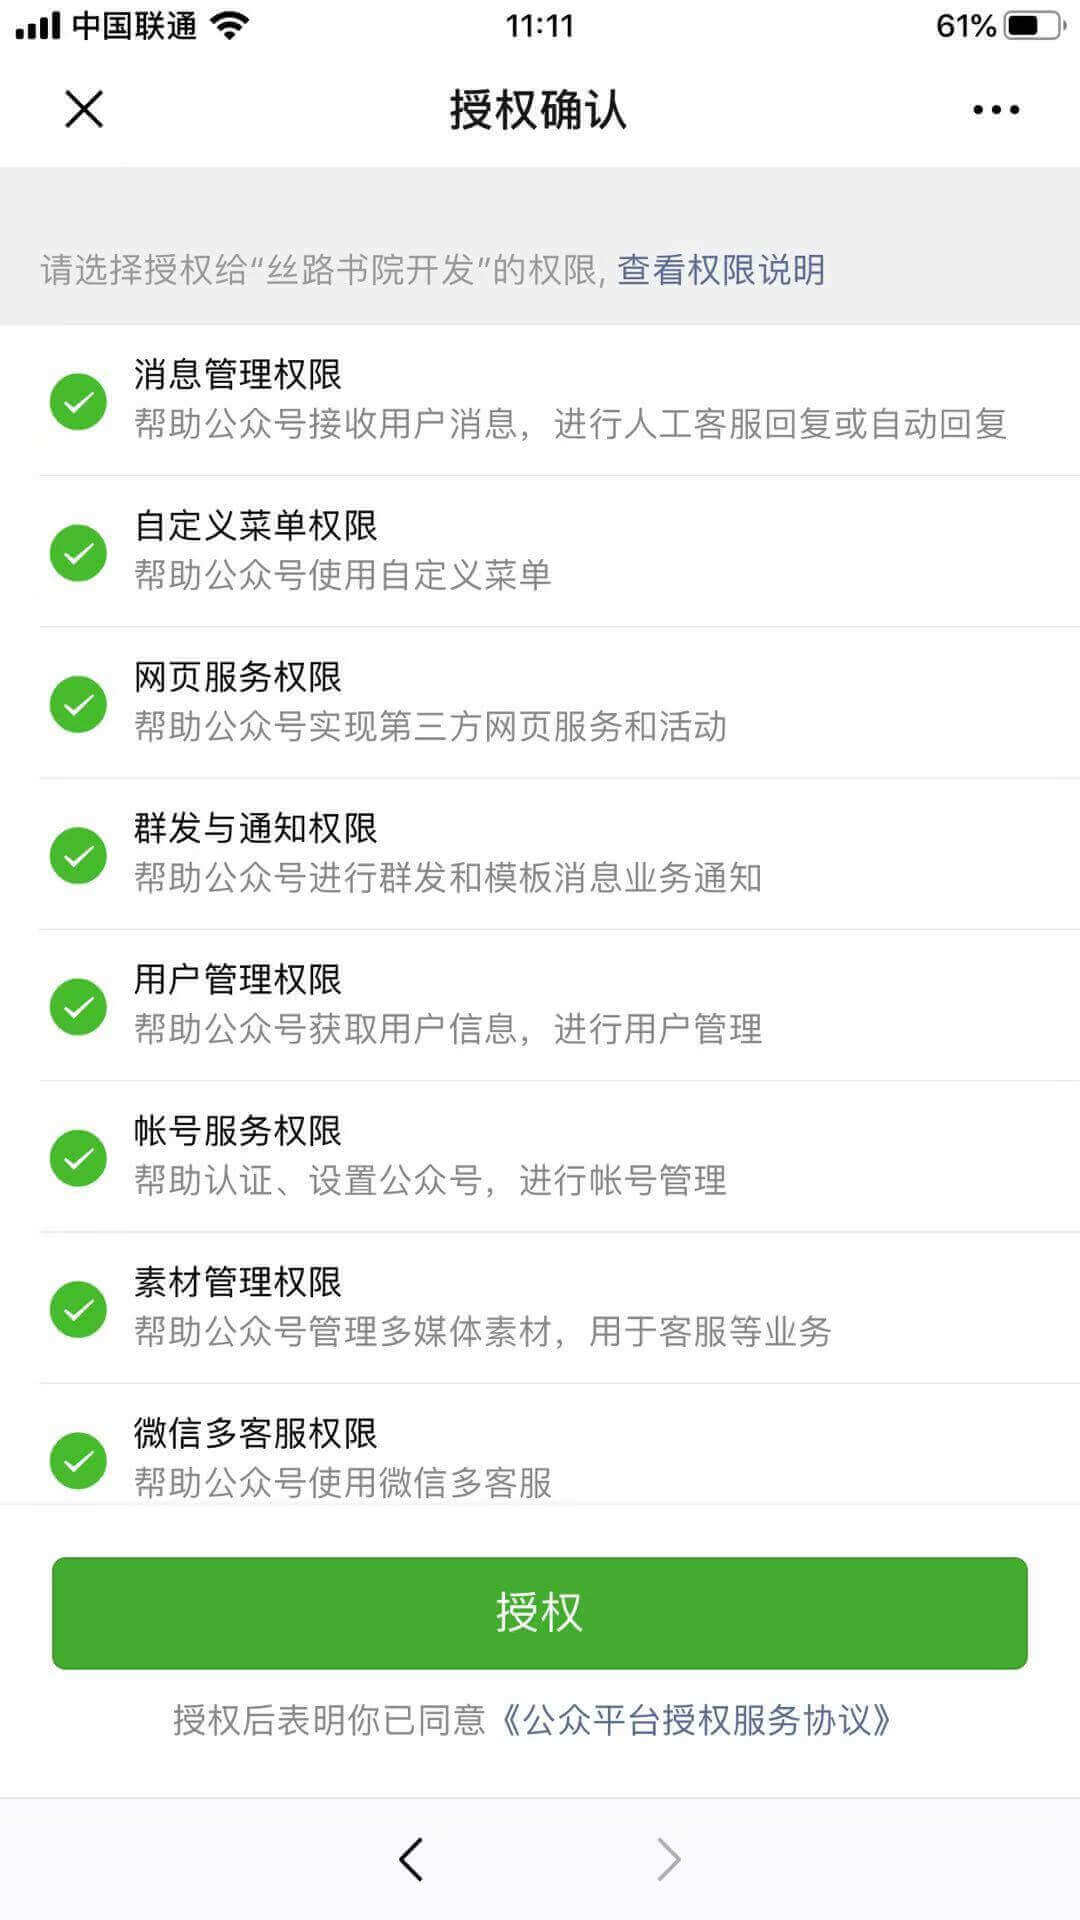 中国联通
11:11
61%
授权确认
请选择授权给“丝路书院开发”的权限, 查看权限说明
消息管理权限
帮助公众号接收用户消息，进行人工客服回复或自动回复
自定义菜单权限
帮助公众号使用自定义菜单
网页服务权限
帮助公众号实现第三方网页服务和活动
群发与通知权限
帮助公众号进行群发和模板消息业务通知
用户管理权限
帮助公众号获取用户信息，进行用户管理
帐号服务权限
帮助认证、设置公众号，进行帐号管理
素材管理权限
帮助公众号管理多媒体素材，用于客服等业务
微信多客服权限
帮助公众号使用微信多客服
授权
授权后表明你已同意《公众平台授权服务协议》